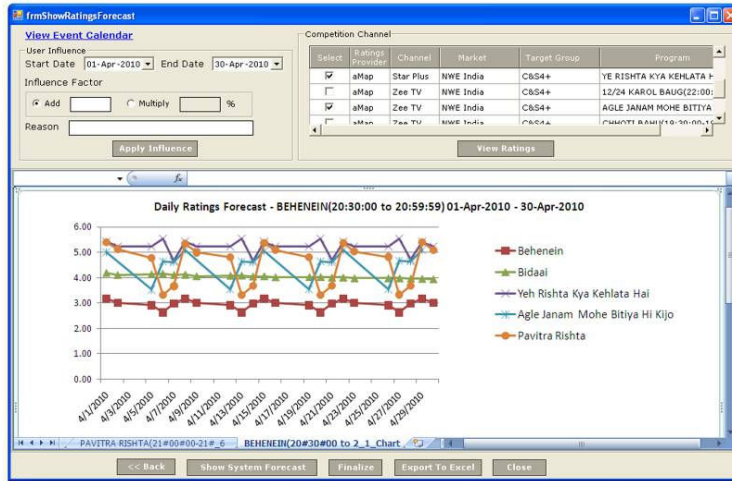 frmShowRatingsForecast
View Event Calendar
User Influence
Start Date 01-Apr-2010 End Date 30-Apr-2010
Influence Factor
Add Multiply %
Reason
Apply Influence
Competition Channel
Select Ratings Provider Channel Market Target Group Program
aMap Star Plus NWE India C&S4+ YE RISHTA KYA KEHLATA H
aMap Zee TV NWE India C&S4+ 12/24 KAROL BAUG(22:00:
aMap Zee TV NWE India C&S4+ AGLE JANAM MOHE BITIYA
aMap Zee TV NWE India C&S4+
View Ratings
fx
Daily Ratings Forecast - BEHENEIN(20:30:00 to 20:59:59) 01-Apr-2010 - 30-Apr-2010
6.00
5.00
4.00
3.00
2.00
1.00
0.00
4/1/2010 4/3/2010 4/5/2010 4/7/2010 4/9/2010 4/11/2010 4/13/2010 4/15/2010 4/17/2010 4/19/2010 4/21/2010 4/23/2010 4/25/2010 4/27/2010 4/29/2010
Behenein
Bidaai
Yeh Rishta Kya Kehlata Hai
Agle Janam Mohe Bitiya Hi Kijo
Pavitra Rishta
PAVITRA RISHTA(21#00#00-21#_6 BEHENEIN(20#30#00 to 2_1_Chart
<< Back Show System Forecast Finalize Export To Excel Close